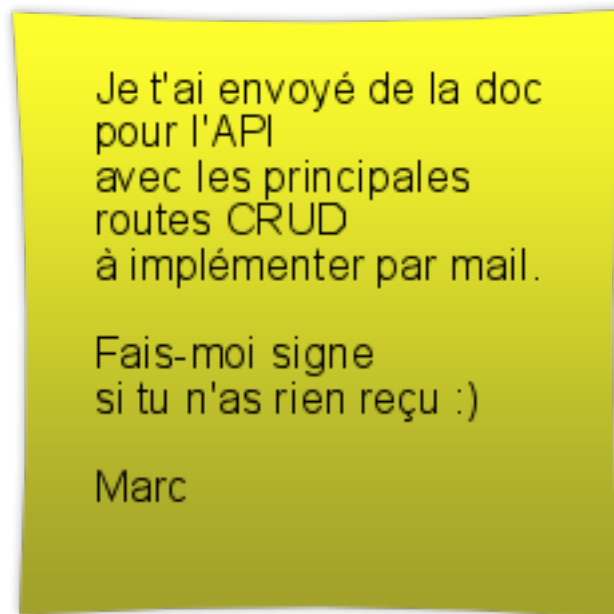 Je t'ai envoyé de la doc
pour l'API
avec les principales
routes CRUD
à implémenter par mail.
Fais-moi signe
si tu n'as rien reçu :)
Marc